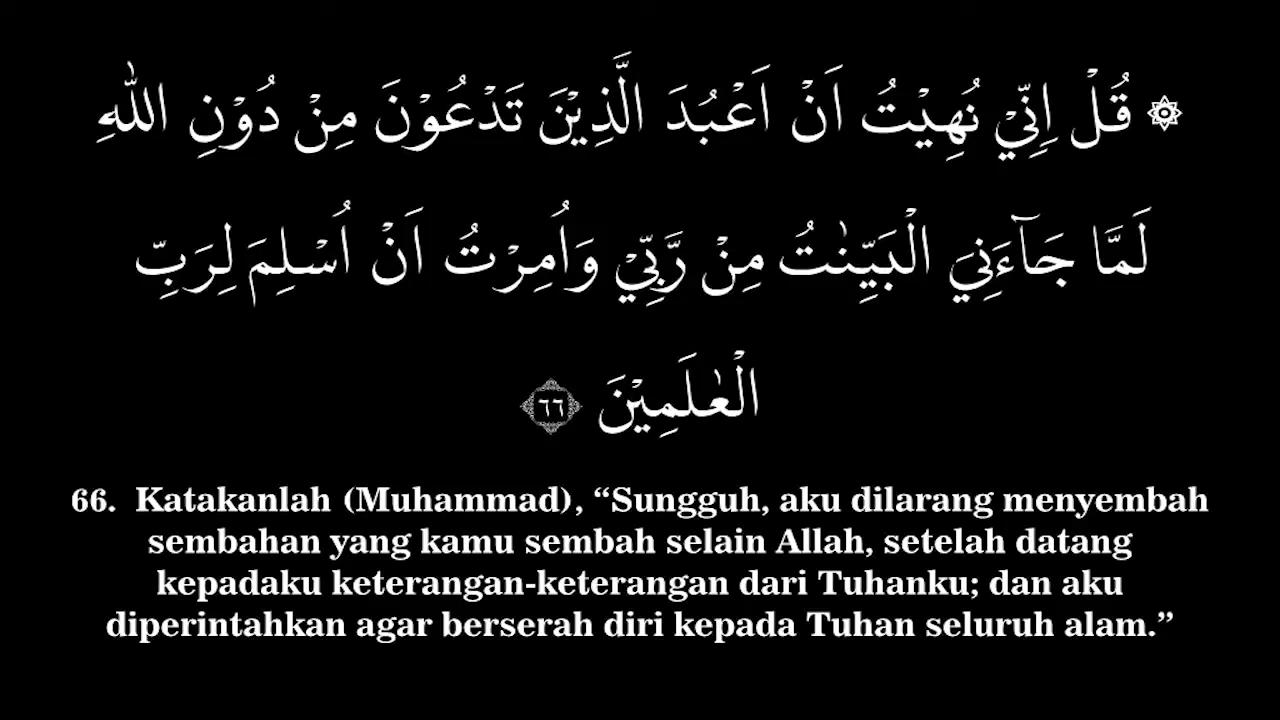 ۞ قُلْ اِنِّيْ نُهِيْتُ اَنْ اَعْبُدَ الَّذِيْنَ تَدْعُوْنَ مِنْ دُوْنِ اللّٰهِ
لَمَّا جَاۤءَنِيَ الْبَيِّنٰتُ مِنْ رَّبِّيْ وَاُمِرْتُ اَنْ اُسْلِمَ لِرَبِّ
الْعٰلَمِيْنَ ٦٦
66. Katakanlah (Muhammad), “Sungguh, aku dilarang menyembah
sembahan yang kamu sembah selain Allah, setelah datang
kepadaku keterangan-keterangan dari Tuhanku; dan aku
diperintahkan agar berserah diri kepada Tuhan seluruh alam.”